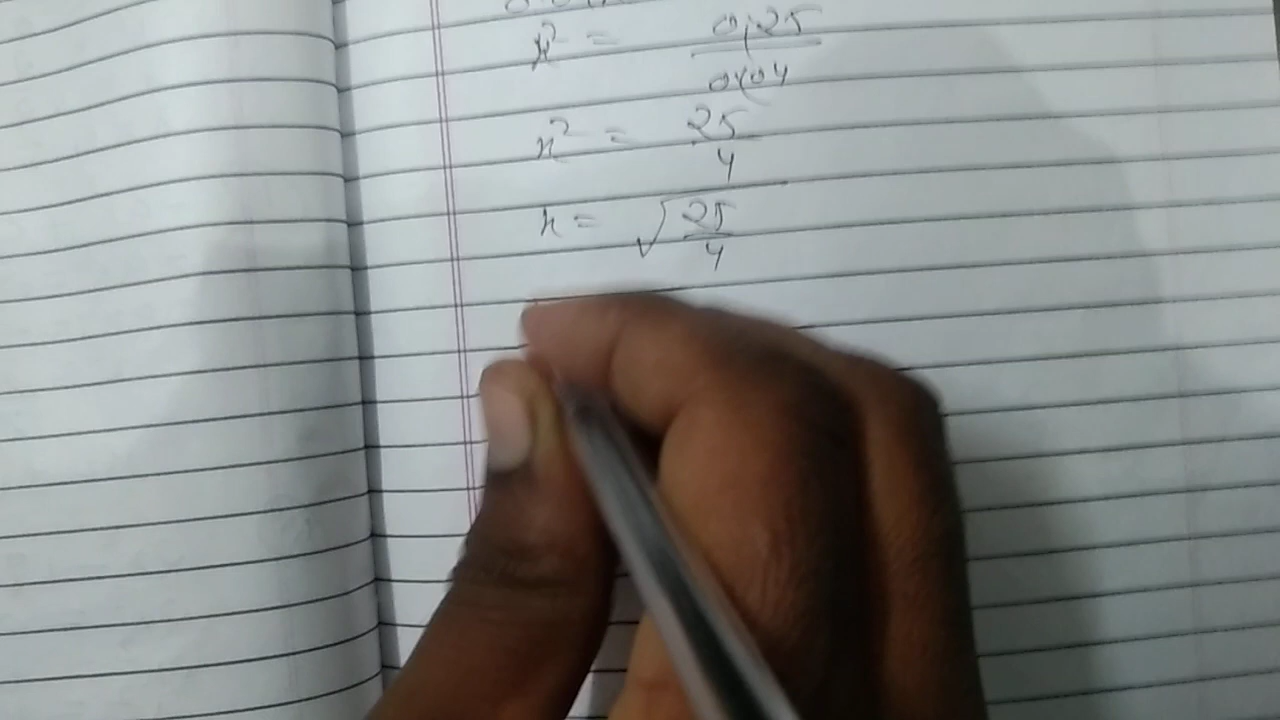 x² = 0.25/0.04
x² = 25/4
x = √25/4